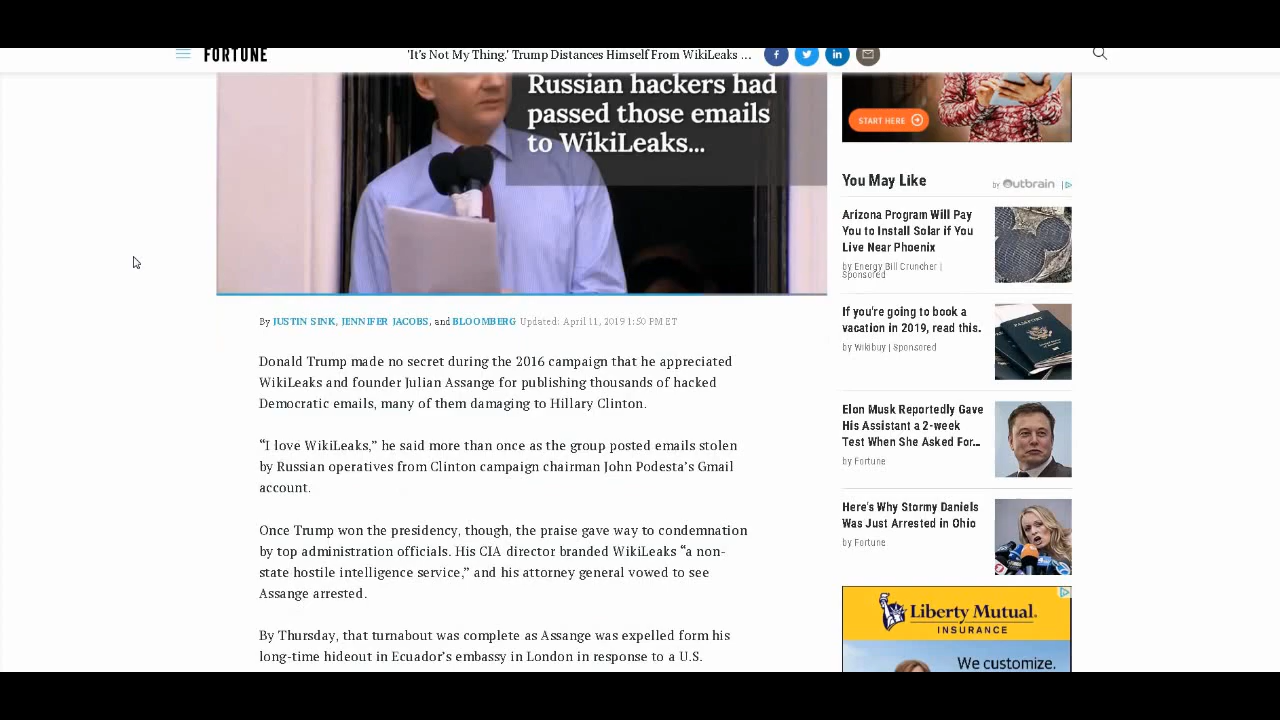 FORTUNE
'It's Not My Thing.' Trump Distances Himself From WikiLeaks ...
Russian hackers had
passed those emails
to WikiLeaks...
By JUSTIN SINK, JENNIFER JACOBS, and BLOOMBERG Updated: April 11, 2019 1:50 PM ET
Donald Trump made no secret during the 2016 campaign that he appreciated
WikiLeaks and founder Julian Assange for publishing thousands of hacked
Democratic emails, many of them damaging to Hillary Clinton.
“I love WikiLeaks,” he said more than once as the group posted emails stolen
by Russian operatives from Clinton campaign chairman John Podesta’s Gmail
account.
Once Trump won the presidency, though, the praise gave way to condemnation
by top administration officials. His CIA director branded WikiLeaks “a non-
state hostile intelligence service,” and his attorney general vowed to see
Assange arrested.
By Thursday, that turnabout was complete as Assange was expelled form his
long-time hideout in Ecuador’s embassy in London in response to a U.S.
START HERE
You May Like
by Outbrain
Arizona Program Will Pay
You to Install Solar if You
Live Near Phoenix
by Energy Bill Cruncher |
Sponsored
If you're going to book a
vacation in 2019, read this.
by Wikibuy | Sponsored
PASSPORT
Elon Musk Reportedly Gave
His Assistant a 2-week
Test When She Asked For...
by Fortune
Here's Why Stormy Daniels
Was Just Arrested in Ohio
by Fortune
Liberty Mutual.
INSURANCE
We customize.